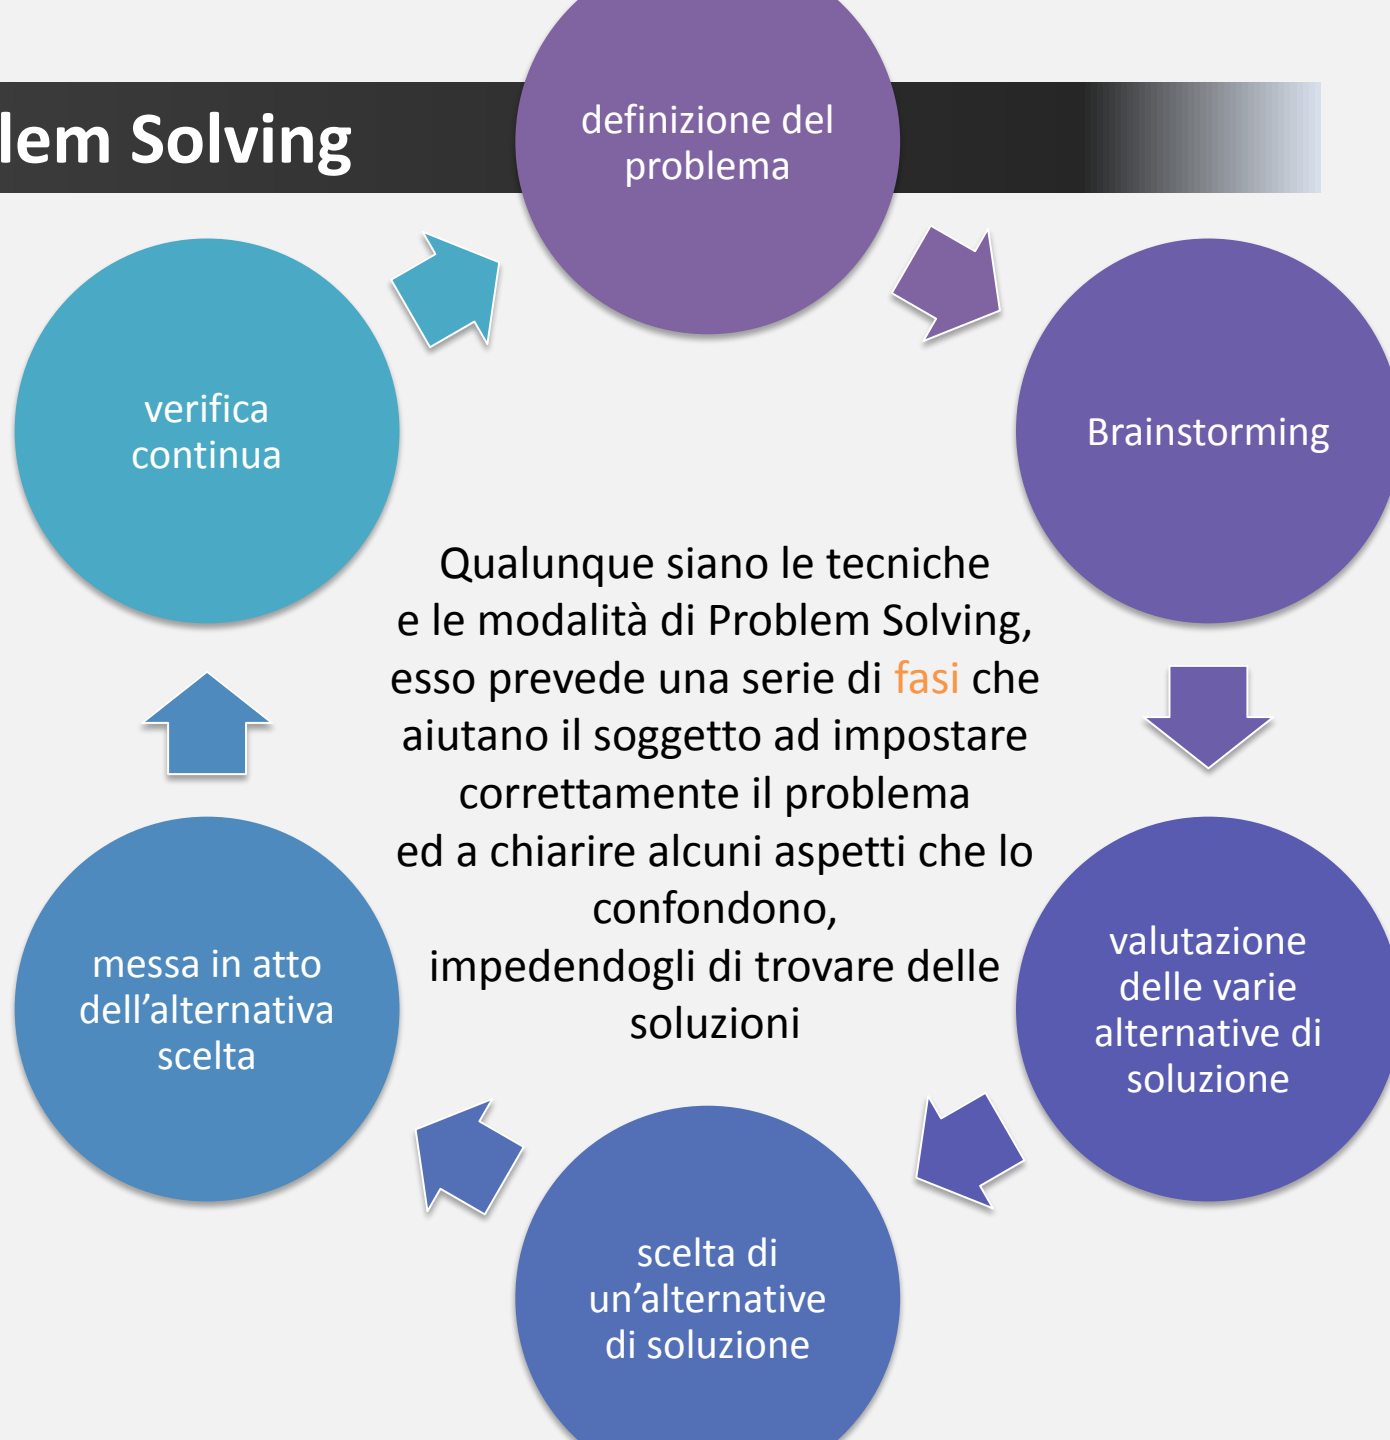 lem Solving
definizione del
problema
Brainstorming
valutazione
delle varie
alternative di
soluzione
scelta di
un’alternative
di soluzione
messa in atto
dell’alternativa
scelta
verifica
continua
Qualunque siano le tecniche
e le modalità di Problem Solving,
esso prevede una serie di fasi che
aiutano il soggetto ad impostare
correttamente il problema
ed a chiarire alcuni aspetti che lo
confondono,
impedendogli di trovare delle
soluzioni